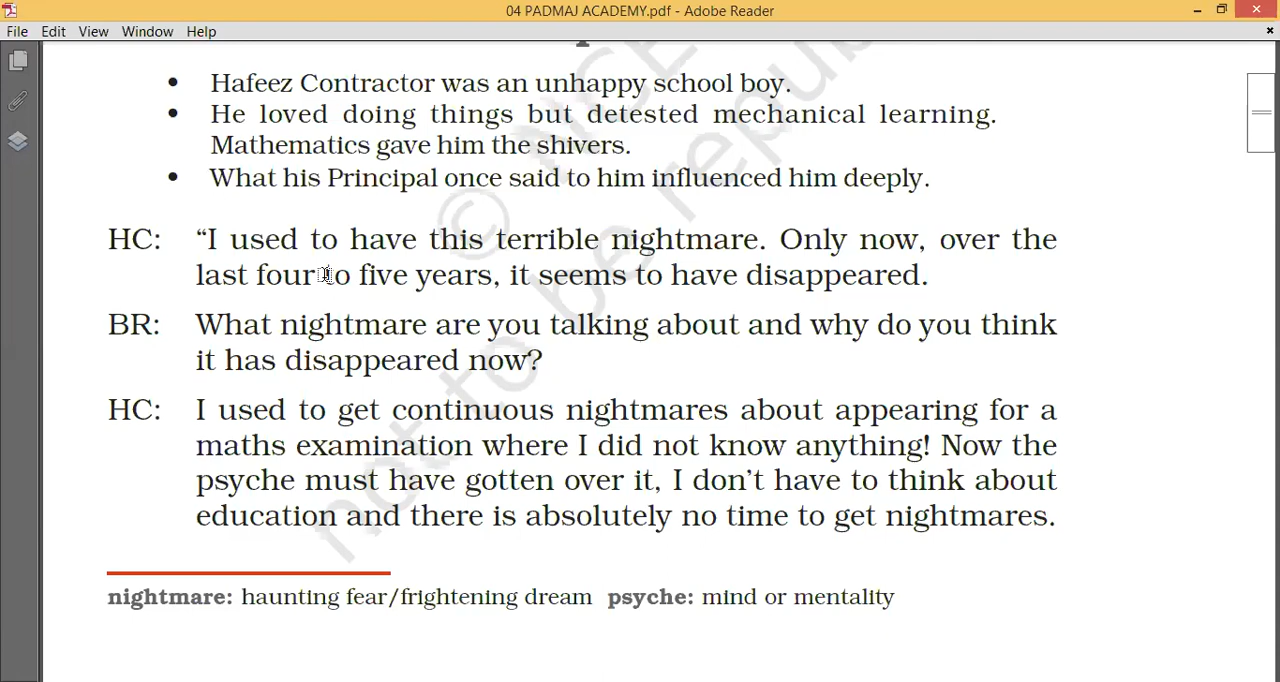 04 PADMAJ ACADEMY.pdf - Adobe Reader
File Edit View Window Help
• Hafeez Contractor was an unhappy school boy.
• He loved doing things but detested mechanical learning.
Mathematics gave him the shivers.
• What his Principal once said to him influenced him deeply.
HC: “I used to have this terrible nightmare. Only now, over the
last four to five years, it seems to have disappeared.
BR: What nightmare are you talking about and why do you think
it has disappeared now?
HC: I used to get continuous nightmares about appearing for a
maths examination where I did not know anything! Now the
psyche must have gotten over it, I don’t have to think about
education and there is absolutely no time to get nightmares.
nightmare: haunting fear/frightening dream psyche: mind or mentality
not to be repub